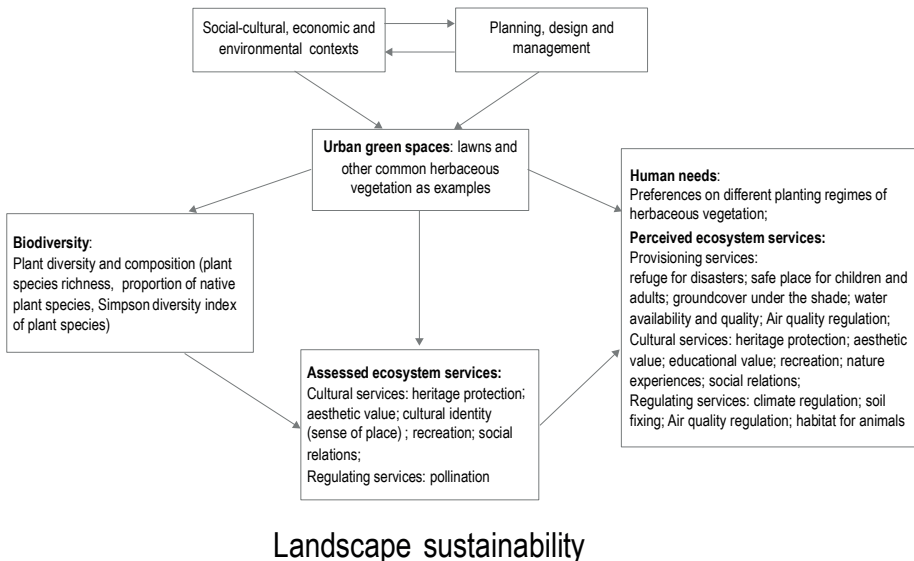 Social-cultural, economic and
environmental contexts
Planning, design and
management
Urban green spaces: lawns and
other common herbaceous
vegetation as examples
Biodiversity:
Plant diversity and composition (plant
species richness, proportion of native
plant species, Simpson diversity index
of plant species)
Assessed ecosystem services:
Cultural services: heritage protection;
aesthetic value; cultural identity
(sense of place) ; recreation; social
relations;
Regulating services: pollination
Human needs:
Preferences on different planting regimes of
herbaceous vegetation;
Perceived ecosystem services:
Provisioning services:
refuge for disasters; safe place for children and
adults; groundcover under the shade; water
availability and quality; Air quality regulation;
Cultural services: heritage protection; aesthetic
value; educational value; recreation; nature
experiences; social relations;
Regulating services: climate regulation; soil
fixing; Air quality regulation; habitat for animals
Landscape sustainability